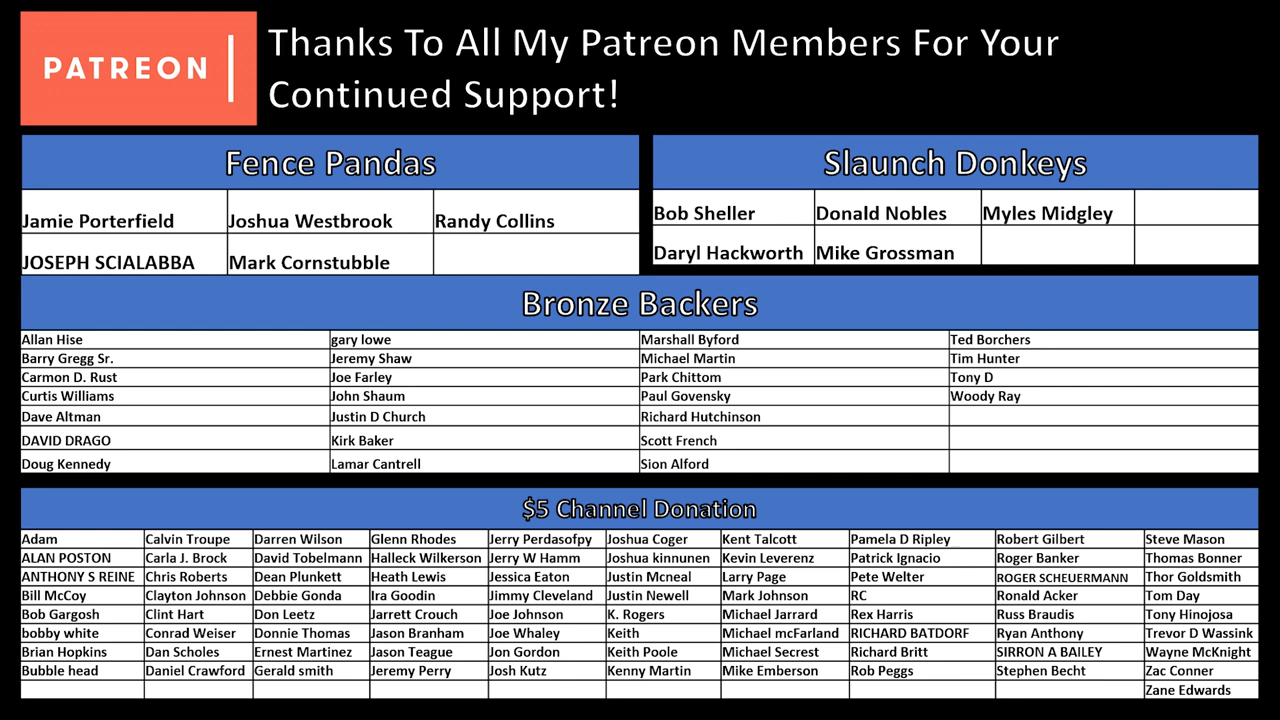 PATREON
Thanks To All My Patreon Members For Your
Continued Support!
Fence Pandas
Jamie Porterfield Joshua Westbrook Randy Collins
JOSEPH SCIALABBA Mark Cornstubble
Slaunch Donkeys
Bob Sheller Donald Nobles Myles Midgley
Daryl Hackworth Mike Grossman
Bronze Backers
Allan Hise gary lowe Marshall Byford Ted Borchers
Barry Gregg Sr. Jeremy Shaw Michael Martin Tim Hunter
Carmon D. Rust Joe Farley Park Chittom Tony D
Curtis Williams John Shaum Paul Govensky Woody Ray
Dave Altman Justin D Church Richard Hutchinson
DAVID DRAGO Kirk Baker Scott French
Doug Kennedy Lamar Cantrell Sion Alford
$5 Channel Donation
Adam Calvin Troupe Darren Wilson Glenn Rhodes Jerry Perdasofpy Joshua Coger Kent Talcott Pamela D Ripley Robert Gilbert Steve Mason
ALAN POSTON Carla J. Brock David Tobelmann Halleck Wilkerson Jerry W Hamm Joshua kinnunen Kevin Leverenz Patrick Ignacio Roger Banker Thomas Bonner
ANTHONY S REINE Chris Roberts Dean Plunkett Heath Lewis Jessica Eaton Justin Mcneal Larry Page Pete Welter ROGER SCHEUERMANN Thor Goldsmith
Bill McCoy Clayton Johnson Debbie Gonda Ira Goodin Jimmy Cleveland Justin Newell Mark Johnson RC Ronald Acker Tom Day
Bob Gargosh Clint Hart Don Leetz Jarrett Crouch Joe Johnson K. Rogers Michael Jarrard Rex Harris Russ Braudis Tony Hinojosa
bobby white Conrad Weiser Donnie Thomas Jason Branham Joe Whaley Keith Michael mcFarland RICHARD BATDORF Ryan Anthony Trevor D Wassink
Brian Hopkins Dan Scholes Ernest Martinez Jason Teague Jon Gordon Keith Poole Michael Secrest Richard Britt SIRRON A BAILEY Wayne McKnight
Bubble head Daniel Crawford Gerald smith Jeremy Perry Josh Kutz Kenny Martin Mike Emberson Rob Peggs Stephen Becht Zac Conner
Zane Edwards